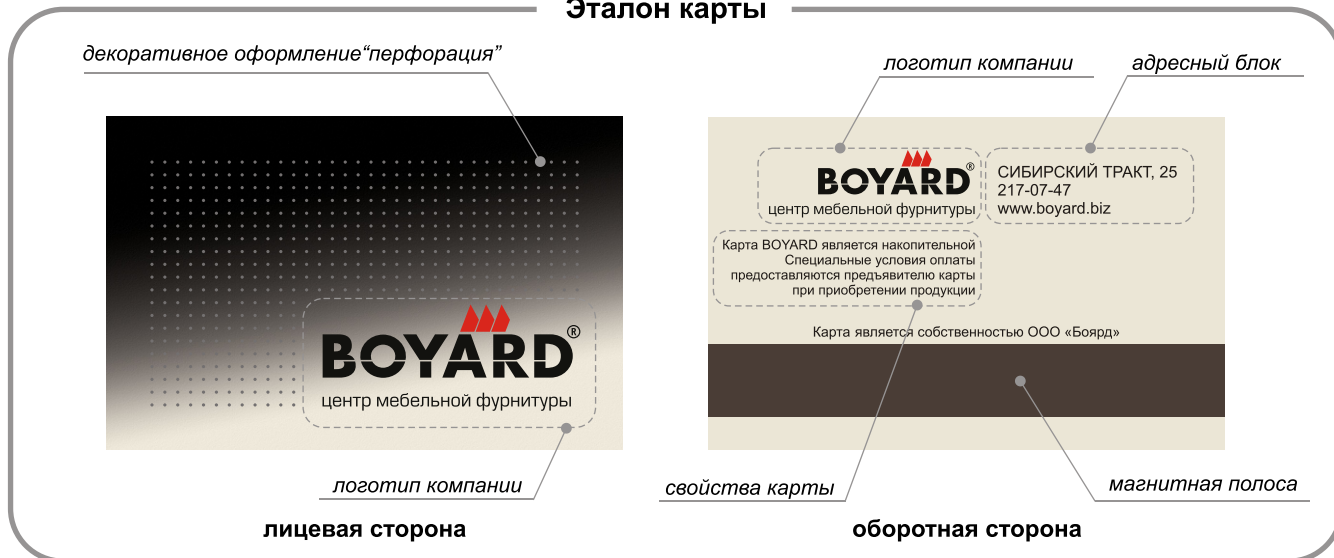 Эталон карты
декоративное оформление“перфорация”
BOYARD®
центр мебельной фурнитуры
логотип компании
лицевая сторона
логотип компании
адресный блок
BOYARD®
центр мебельной фурнитуры
СИБИРСКИЙ ТРАКТ, 25
217-07-47
www.boyard.biz
Карта BOYARD является накопительной
Специальные условия оплаты
предоставляются предъявителю карты
при приобретении продукции
Карта является собственностью ООО «Боярд»
свойства карты
магнитная полоса
оборотная сторона